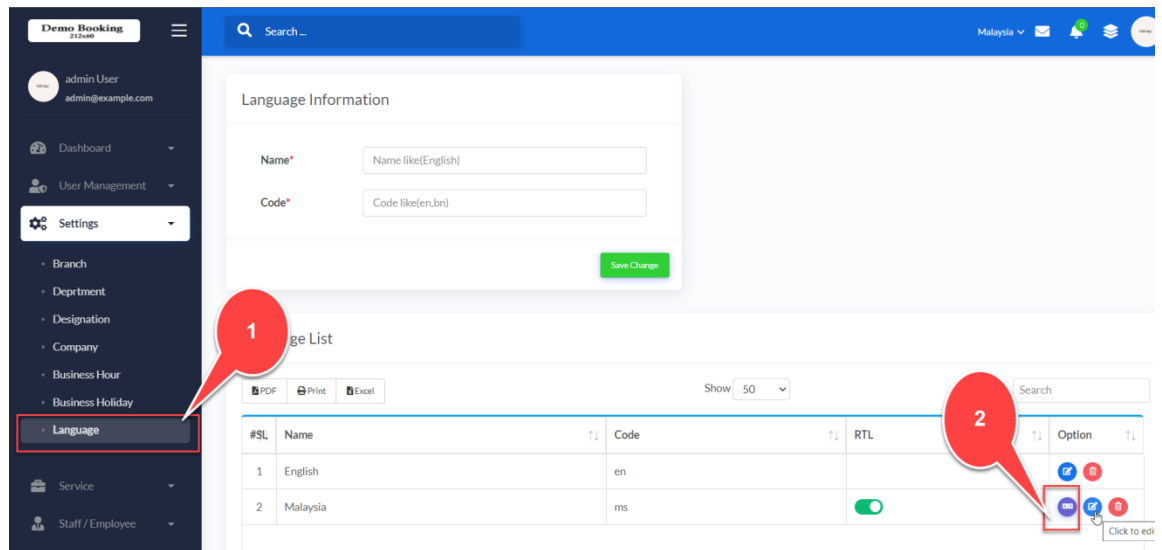 Demo Booking
212x60
Search ...
Malaysia
0
admin User
admin@example.com
Dashboard
User Management
Settings
Branch
Deprtment
Designation
Company
Business Hour
Business Holiday
Language
Service
Staff / Employee
Language Information
Name*
Name like(English)
Code*
Code like(en,bn)
Save Change
1
ge List
PDF
Print
Excel
Show 50
Search
2
#SL Name Code RTL Option
1 English en
2 Malaysia ms
Click to edi